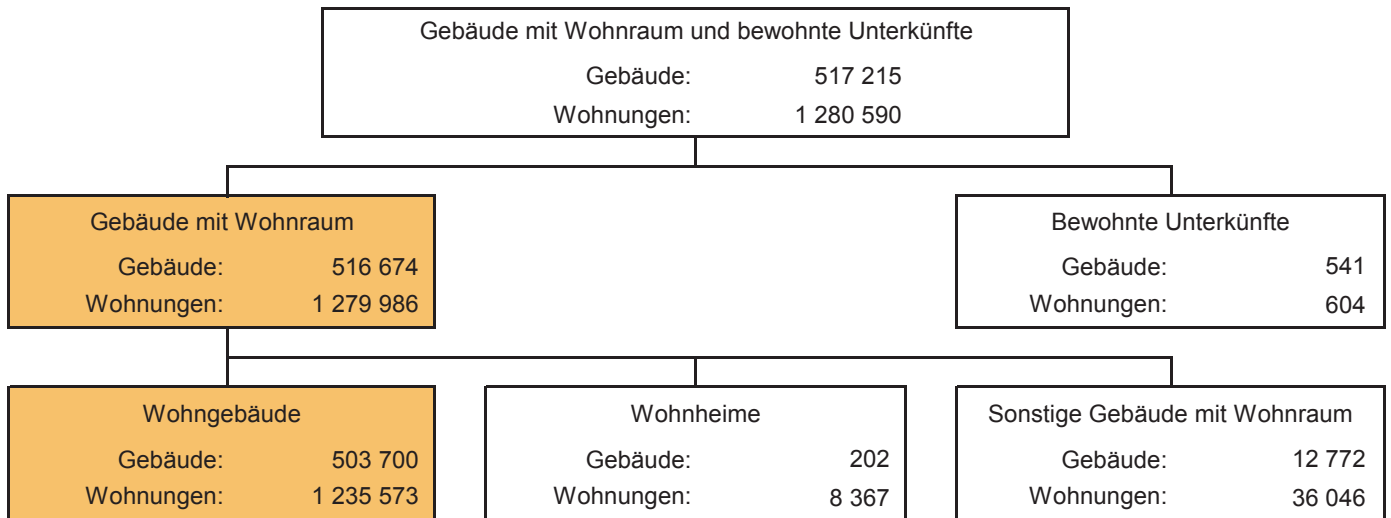 Gebäude mit Wohnraum und bewohnte Unterkünfte
Gebäude: 517 215
Wohnungen: 1 280 590
Gebäude mit Wohnraum
Gebäude: 516 674
Wohnungen: 1 279 986
Bewohnte Unterkünfte
Gebäude: 541
Wohnungen: 604
Wohngebäude
Gebäude: 503 700
Wohnungen: 1 235 573
Wohnheime
Gebäude: 202
Wohnungen: 8 367
Sonstige Gebäude mit Wohnraum
Gebäude: 12 772
Wohnungen: 36 046